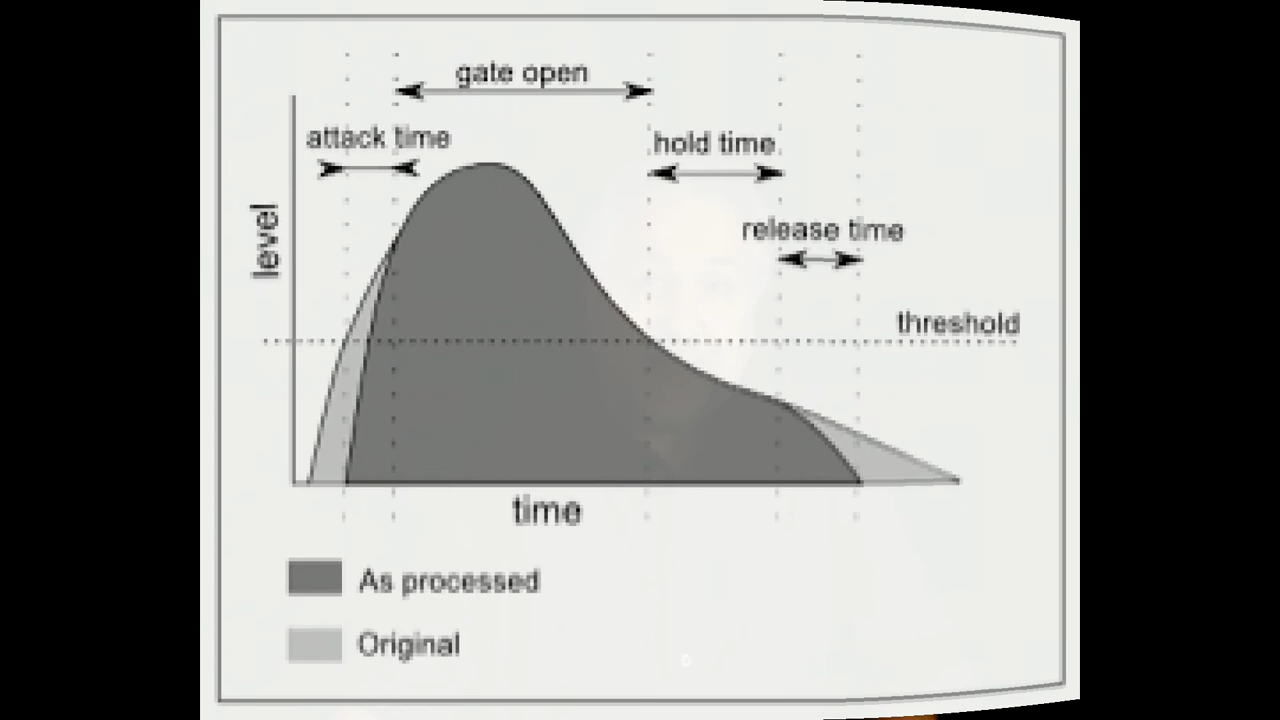 gate open
attack time
hold time
release time
level
threshold
time
As processed
Original